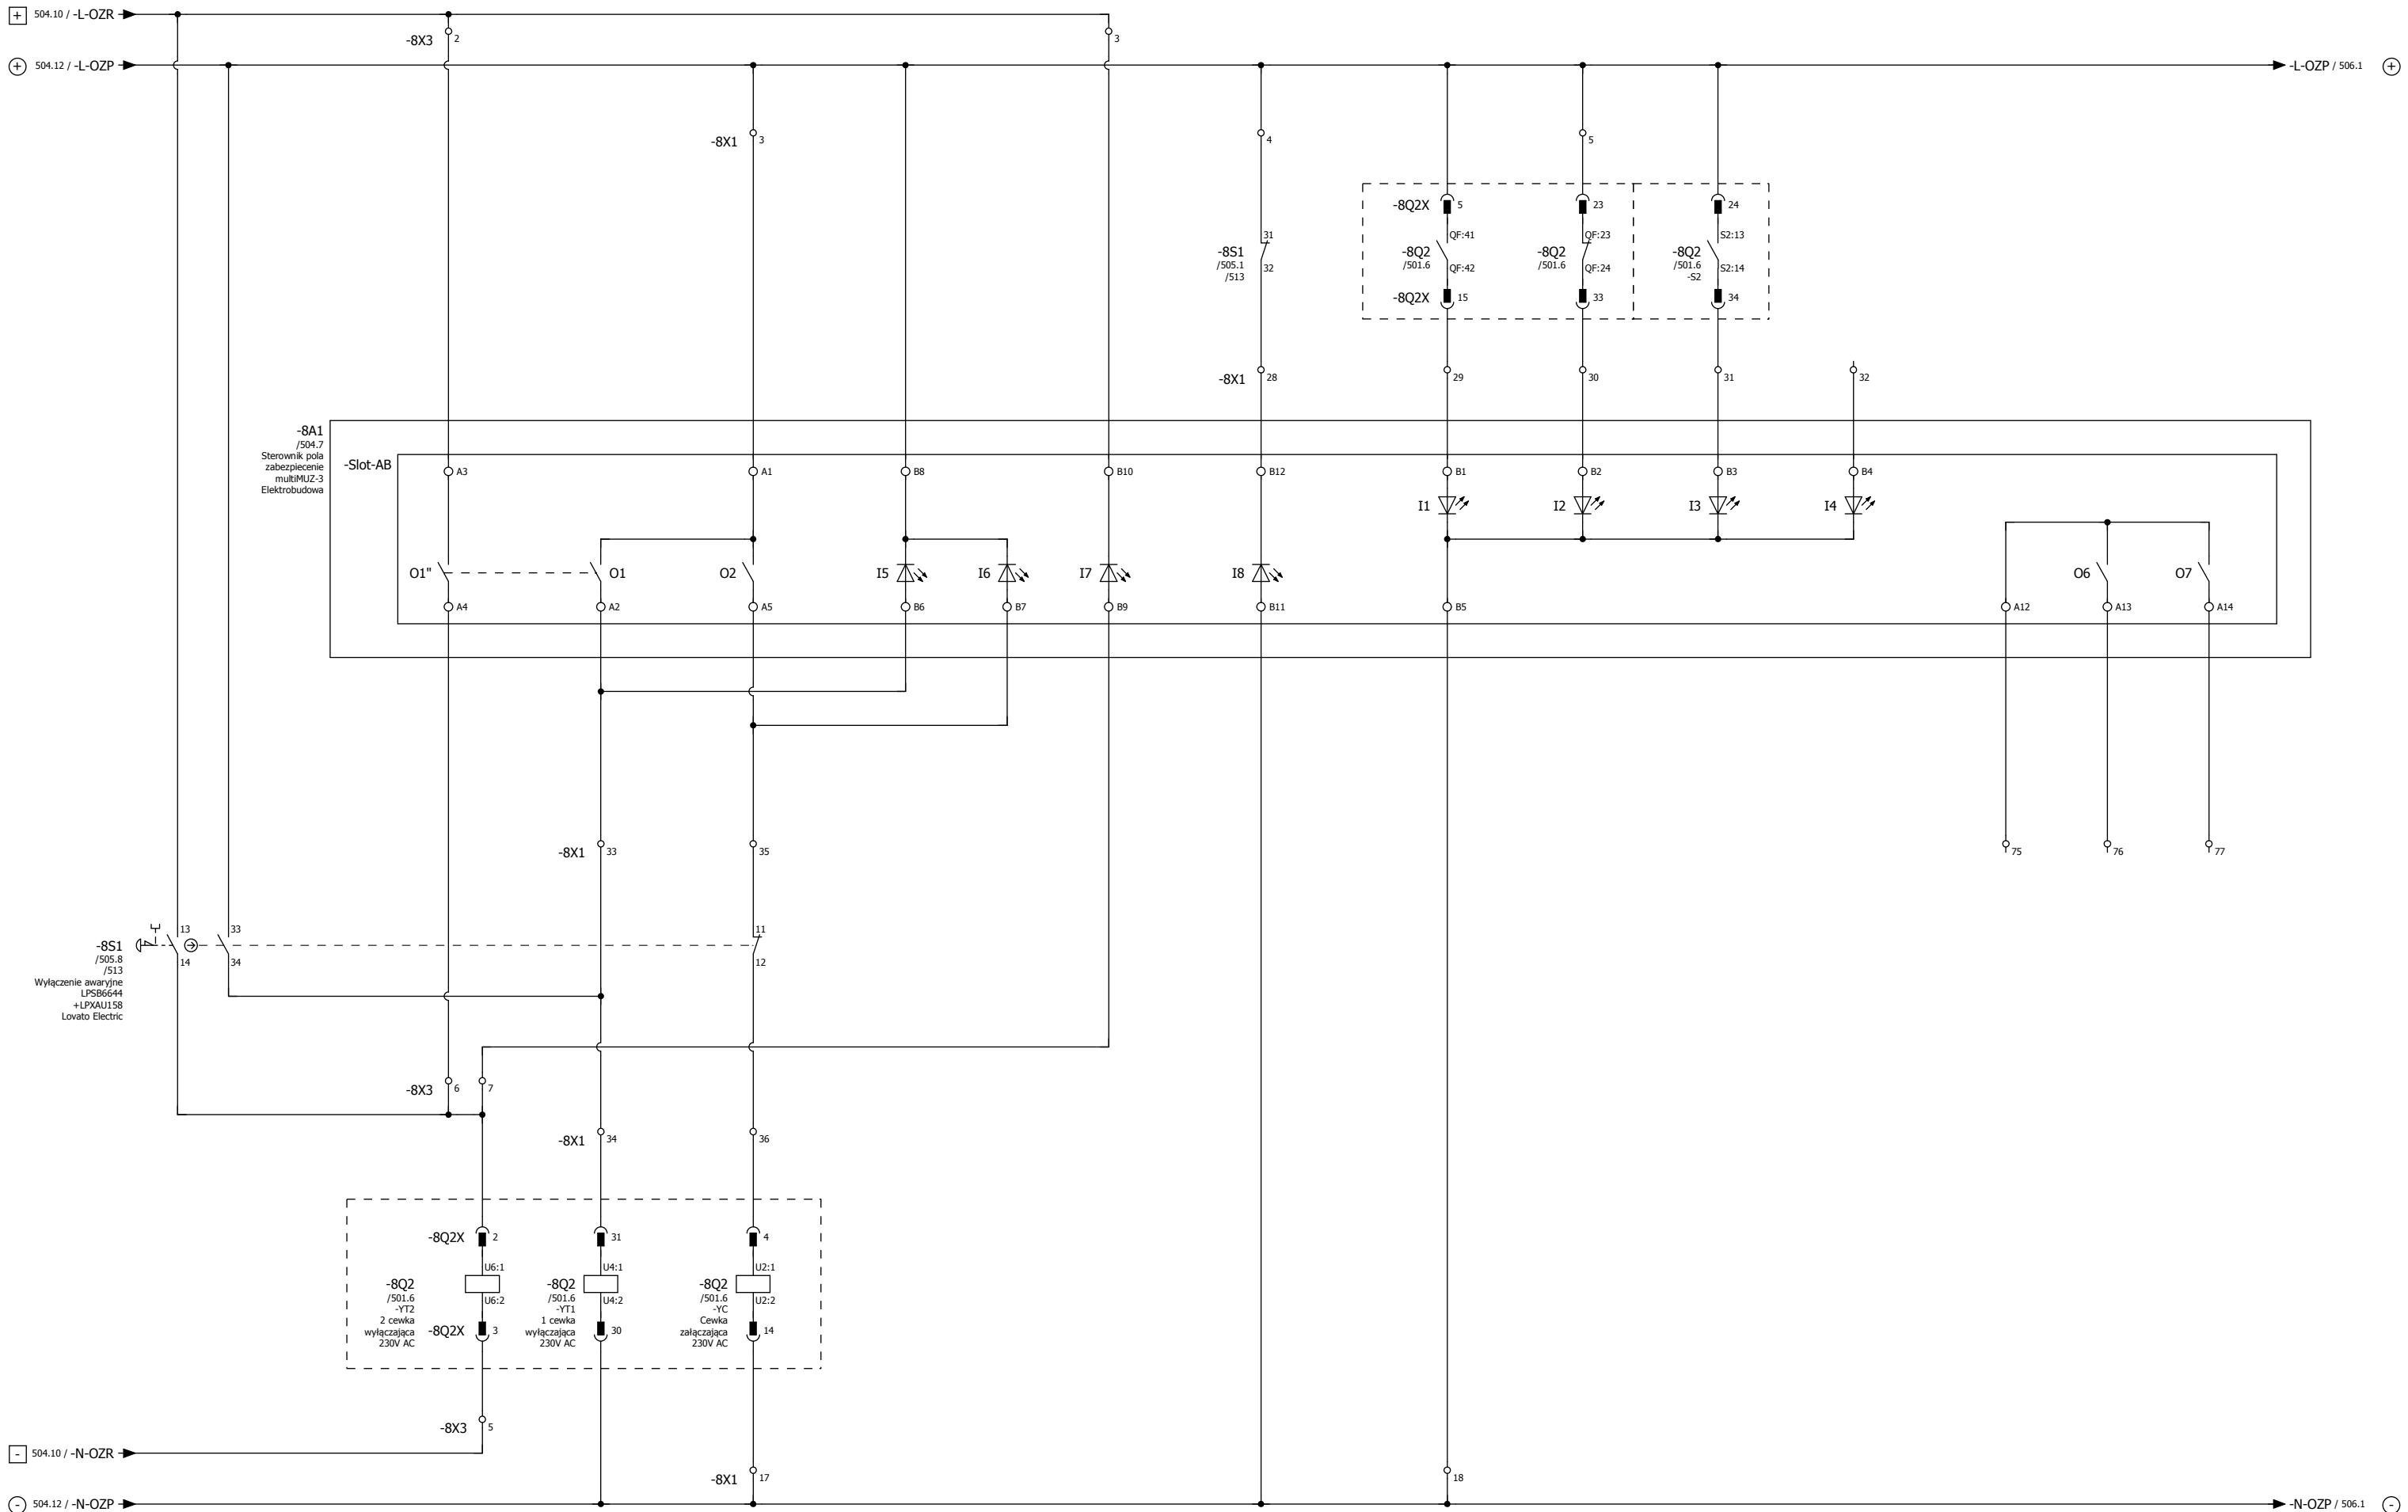 + 504.10 / -L-OZR
-8X3 2
3
+ 504.12 / -L-OZP
-L-OZP / 506.1 +
-8X1 3
4
5
-8Q2X 5
23
24
-8S1
/505.1
/513
31
32
-8Q2
/501.6
QF:41
QF:42
-8Q2
/501.6
QF:23
QF:24
-8Q2
/501.6
-S2
S2:13
S2:14
-8Q2X 15
33
34
-8X1 28
29
30
31
32
-8A1
/504.7
Sterownik pola
zabezpiecenie
multiMUZ-3
Elektrobudowa
-Slot-AB
A3
A1
B8
B10
B12
B1
B2
B3
B4
I1
I2
I3
I4
O1"
O1
O2
I5
I6
I7
I8
O6
O7
A4
A2
A5
B6
B7
B9
B11
B5
A12
A13
A14
-8X1 33
35
75
76
77
-8S1
/505.8
/513
Wyłączenie awaryjne
LPSB6644
+LPXAU158
Lovato Electric
13
14
33
34
11
12
-8X3 6
7
-8X1 34
36
-8Q2X 2
31
4
-8Q2
/501.6
-YT2
2 cewka
wyłączająca
230V AC
U6:1
U6:2
-8Q2X 3
-8Q2
/501.6
-YT1
1 cewka
wyłączająca
230V AC
U4:1
U4:2
30
-8Q2
/501.6
-YC
Cewka
załączająca
230V AC
U2:1
U2:2
14
-8X3 5
- 504.10 / -N-OZR
-8X1 17
18
- 504.12 / -N-OZP
-N-OZP / 506.1 -